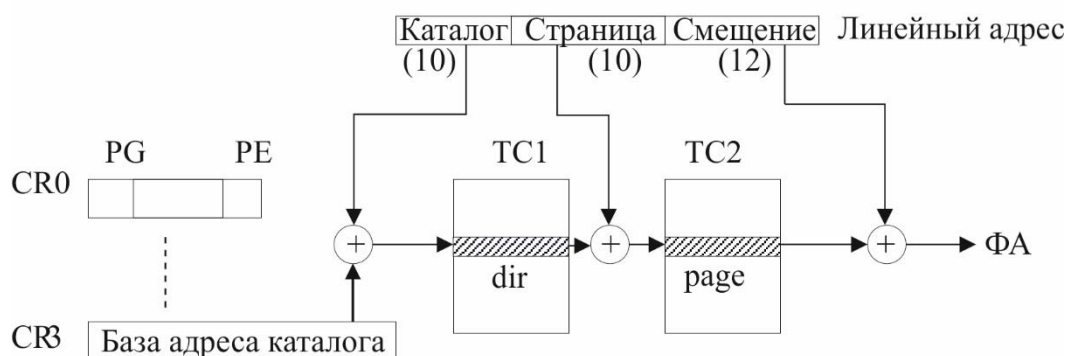 Каталог Страница Смещение Линейный адрес
(10) (10) (12)
PG PE TC1 TC2
CR0
+ + + ФА
dir page
CR3 База адреса каталога